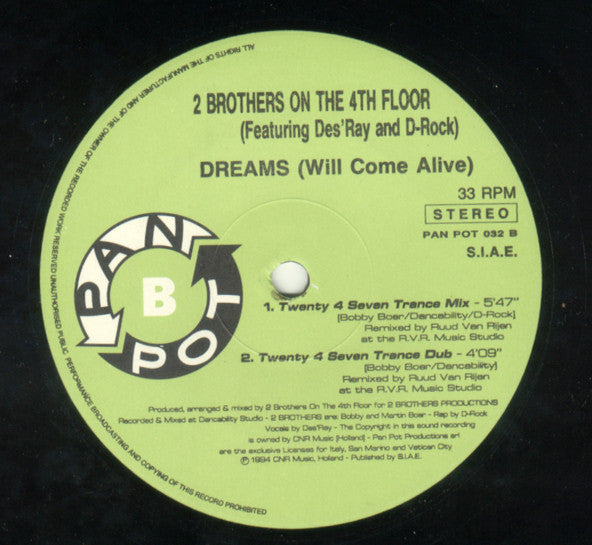 ALL RIGHTS OF THE MANUFACTURER AND OF THE OWNER OF THE RECORDED WORK RESERVED UNAUTHORISED PUBLIC PERFORMANCE BROADCASTING AND COPYING OF THIS RECORD PROHIBITED
2 BROTHERS ON THE 4TH FLOOR
(Featuring Des'Ray and D-Rock)
DREAMS (Will Come Alive)
33 RPM
STEREO
PAN POT 032 B
S.I.A.E.
PAN
B
POT
1. Twenty 4 Seven Trance Mix - 5'47"
(Bobby Boer/Dancability/D-Rock)
Remixed by Ruud Van Rijen
at the R.V.R. Music Studio
2. Twenty 4 Seven Trance Dub - 4'09"
(Bobby Boer/Dancability)
Remixed by Ruud Van Rijen
at the R.V.R. Music Studio
Produced, arranged & mixed by 2 Brothers On The 4th Floor for 2 BROTHERS PRODUCTIONS
Recorded & Mixed at Dancability Studio - 2 BROTHERS are: Bobby and Martin Boer - Rap by D-Rock
Vocals by Des'Ray - The Copyright in this sound recording
is owned by CNR Music (Holland) - Pan Pot Productions srl
are the exclusive Licenses for Italy, San Marino and Vatican City
℗ 1994 CNR Music, Holland - Published by S.I.A.E.